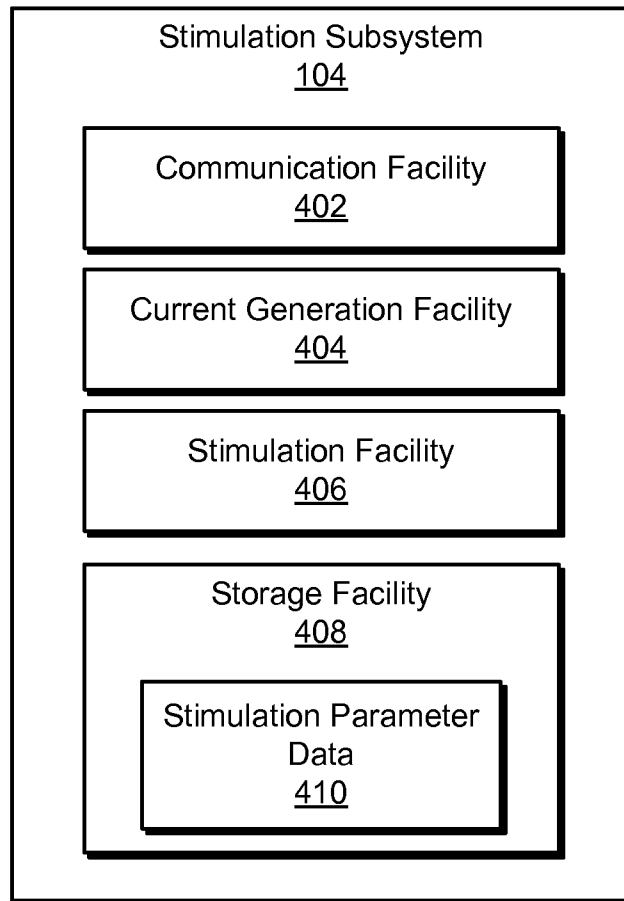 Stimulation Subsystem
104
Communication Facility
402
Current Generation Facility
404
Stimulation Facility
406
Storage Facility
408
Stimulation Parameter
Data
410